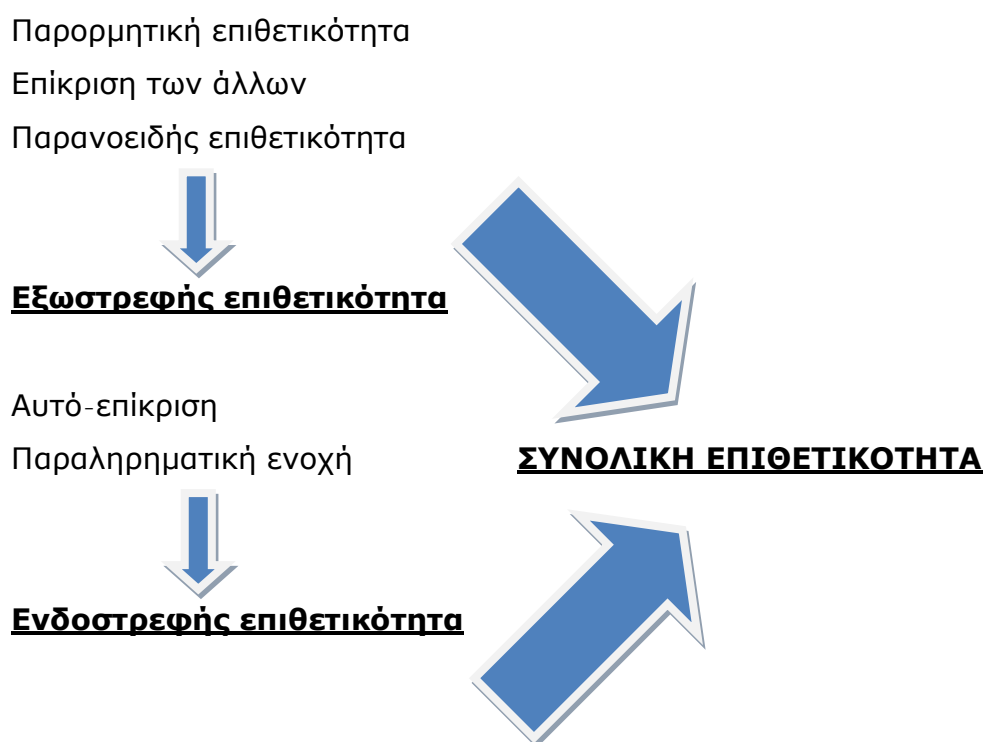 Παρορμητική επιθετικότητα
Επίκριση των άλλων
Παρανοειδής επιθετικότητα
Εξωστρεφής επιθετικότητα
Αυτό-επίκριση
Παραληρηματική ενοχή
ΣΥΝΟΛΙΚΗ ΕΠΙΘΕΤΙΚΟΤΗΤΑ
Ενδοστρεφής επιθετικότητα